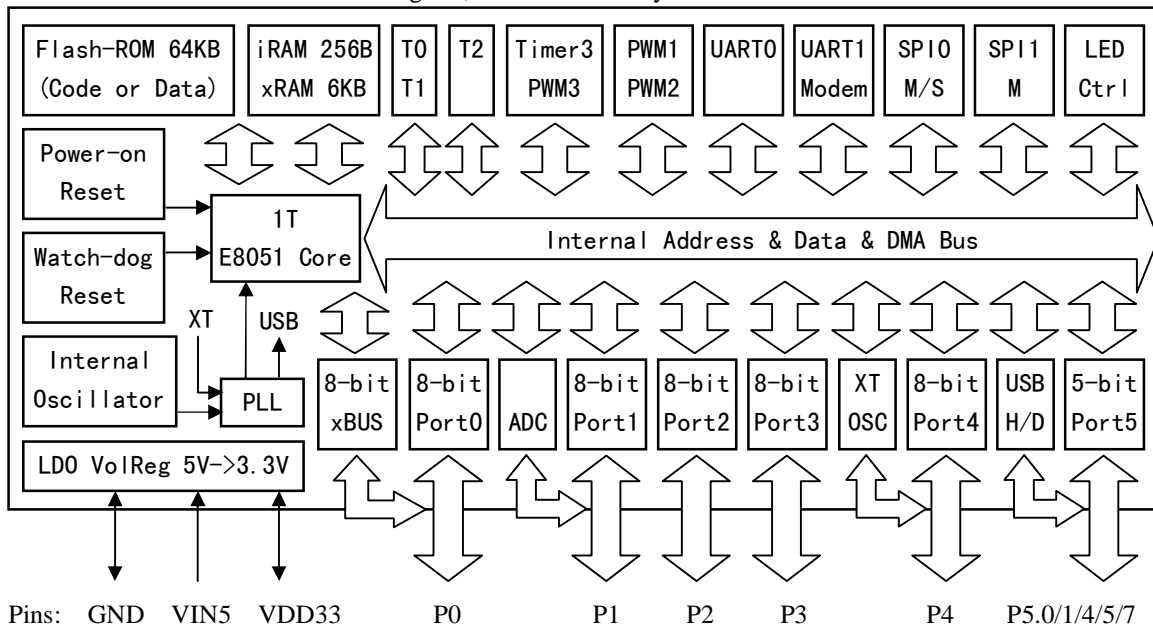 Flash-ROM 64KB
(Code or Data)
iRAM 256B
xRAM 6KB
T0
T1
T2
Timer3
PWM3
PWM1
PWM2
UART0
UART1
Modem
SPI0
M/S
SPI1
M
LED
Ctrl
Power-on
Reset
1T
E8051 Core
Internal Address & Data & DMA Bus
Watch-dog
Reset
XT
USB
Internal
Oscillator
PLL
8-bit
xBUS
8-bit
Port0
ADC
8-bit
Port1
8-bit
Port2
8-bit
Port3
XT
OSC
8-bit
Port4
USB
H/D
5-bit
Port5
LDO VolReg 5V->3.3V
Pins: GND VIN5 VDD33 P0 P1 P2 P3 P4 P5.0/1/4/5/7